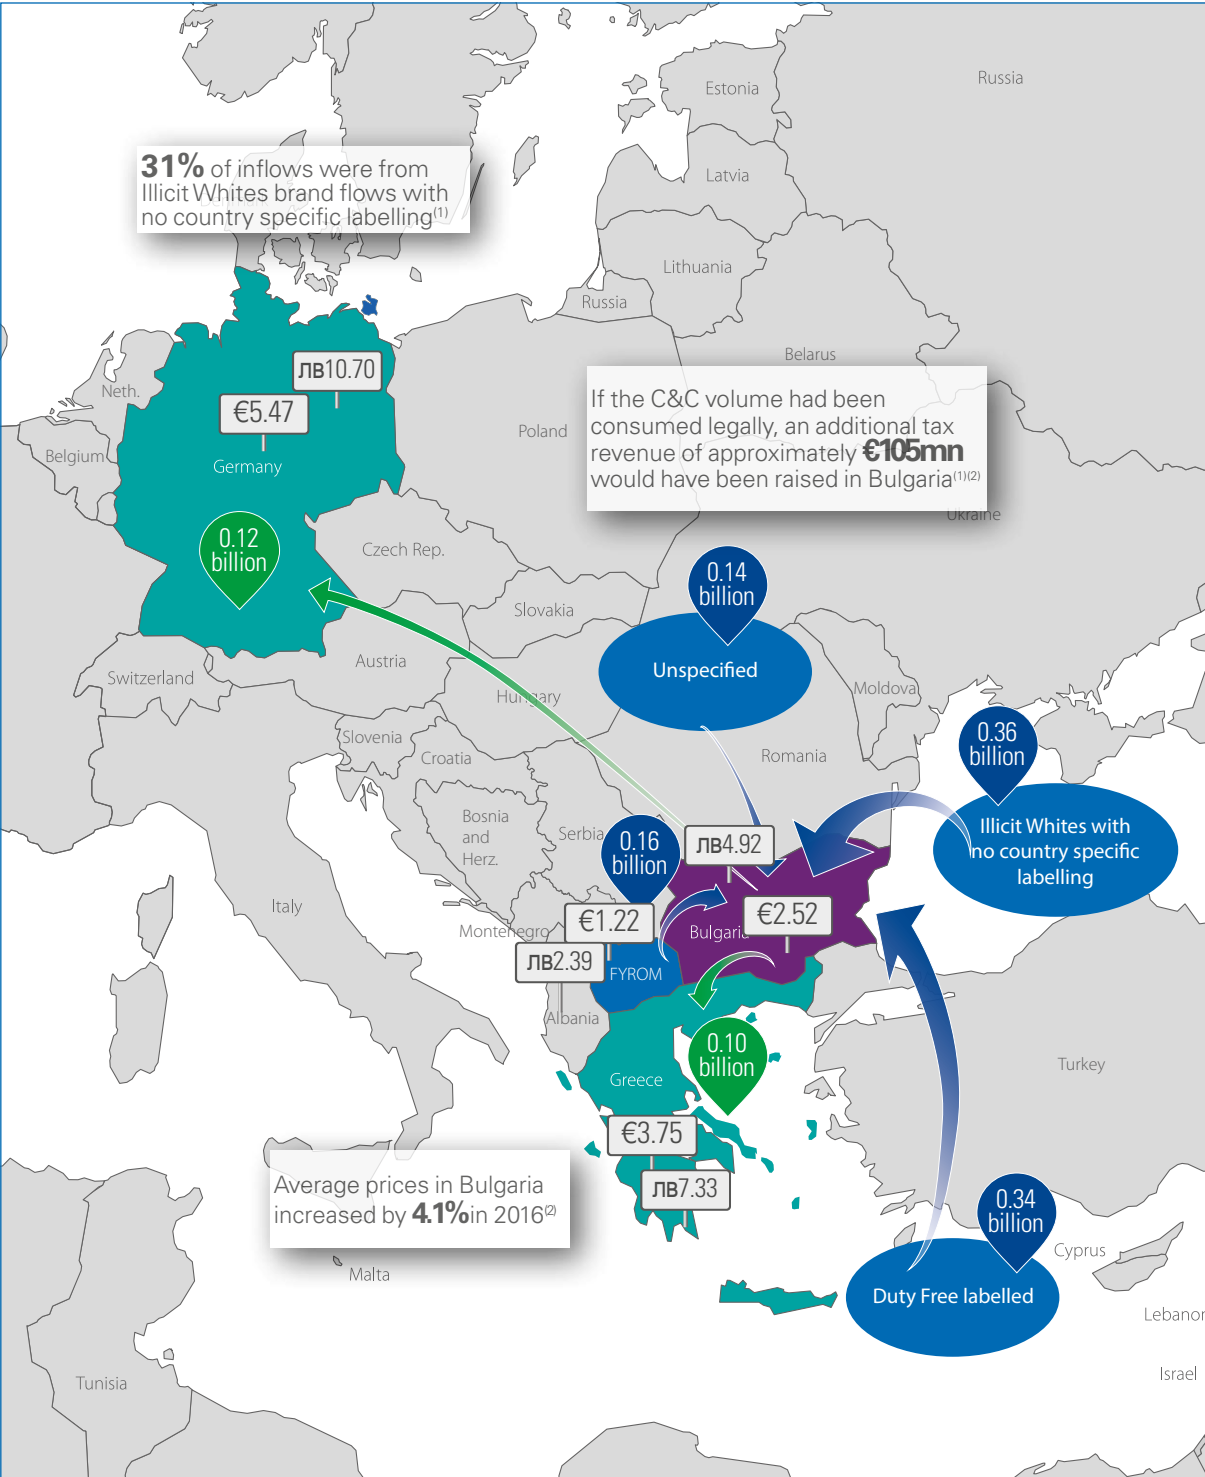 Estonia
Russia
31% of inflows were from
Illicit Whites brand flows with
no country specific labelling(1)
Latvia
Lithuania
Russia
Belarus
лв10.70
Neth.
€5.47
If the C&C volume had been
consumed legally, an additional tax
revenue of approximately €105mn
would have been raised in Bulgaria(1)(2)
Poland
Belgium
Germany
Ukraine
0.12
billion
Czech Rep.
0.14
billion
Slovakia
Unspecified
Austria
Switzerland
Hungary
Moldova
0.36
billion
Slovenia
Croatia
Romania
Bosnia
and
Herz.
Serbia
0.16
billion
лв4.92
Illicit Whites with
no country specific
labelling
Italy
€1.22
€2.52
Montenegro
Bulgaria
лв2.39
FYROM
Albania
0.10
billion
Greece
Turkey
€3.75
лв7.33
Average prices in Bulgaria
increased by 4.1% in 2016(2)
0.34
billion
Cyprus
Malta
Duty Free labelled
Lebanon
Israel
Tunisia